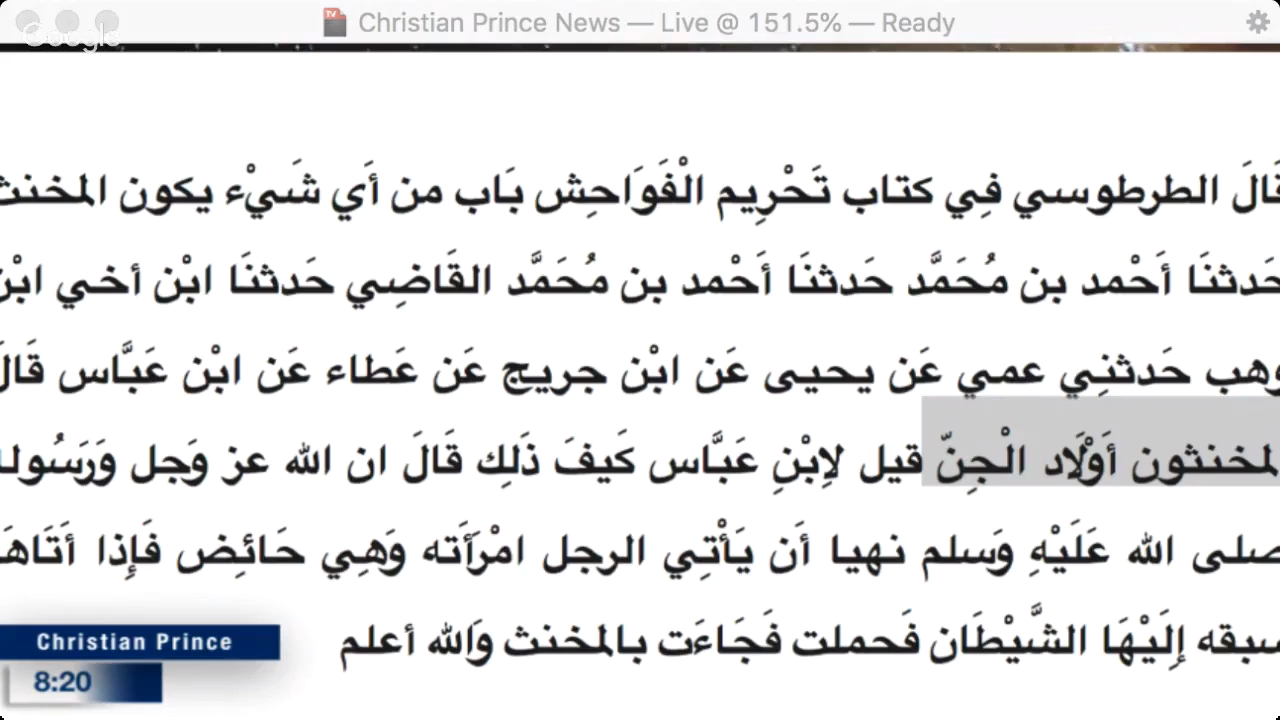 Christian Prince News — Live @ 151.5% — Ready
Google
قَالَ الطرطوسي فِي كتاب تَحْرِيم الْفَوَاحِش بَاب من أَي شَيْء يكون المخنث
حَدثنَا أَحْمد بن مُحَمَّد حَدثنَا أَحْمد بن مُحَمَّد القَاضِي حَدثنَا ابْن أخي ابْن
وهب حَدثنِي عمي عَن يحيى عَن ابْن جريج عَن عَطاء عَن ابْن عَبَّاس قَالَ
المخنثون أَوْلَاد الْجِنّ قيل لِابْنِ عَبَّاس كَيفَ ذَلِك قَالَ ان الله عز وَجل وَرَسُوله
صلى الله عَلَيْهِ وَسلم نهيا أَن يَأْتِي الرجل امْرَأَته وَهِي حَائِض فَإِذا أَتَاهَا
سبقه إِلَيْهَا الشَّيْطَان فَحملت فَجَاءَت بالمخنث وَالله أعلم
Christian Prince
8:20